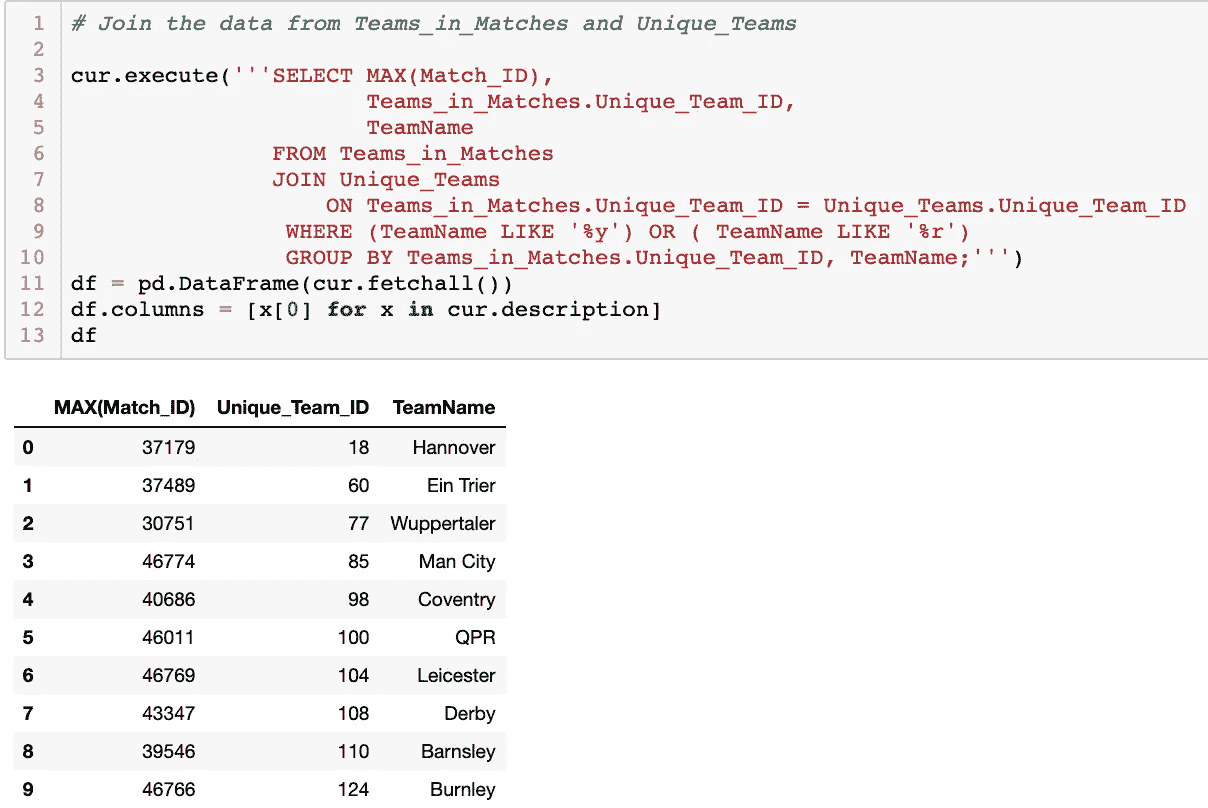 1 # Join the data from Teams_in_Matches and Unique_Teams
2
3 cur.execute('''SELECT MAX(Match_ID),
4 Teams_in_Matches.Unique_Team_ID,
5 TeamName
6 FROM Teams_in_Matches
7 JOIN Unique_Teams
8 ON Teams_in_Matches.Unique_Team_ID = Unique_Teams.Unique_Team_ID
9 WHERE (TeamName LIKE '%y') OR ( TeamName LIKE '%r')
10 GROUP BY Teams_in_Matches.Unique_Team_ID, TeamName;''')
11 df = pd.DataFrame(cur.fetchall())
12 df.columns = [x[0] for x in cur.description]
13 df
MAX(Match_ID) Unique_Team_ID TeamName
0 37179 18 Hannover
1 37489 60 Ein Trier
2 30751 77 Wuppertaler
3 46774 85 Man City
4 40686 98 Coventry
5 46011 100 QPR
6 46769 104 Leicester
7 43347 108 Derby
8 39546 110 Barnsley
9 46766 124 Burnley